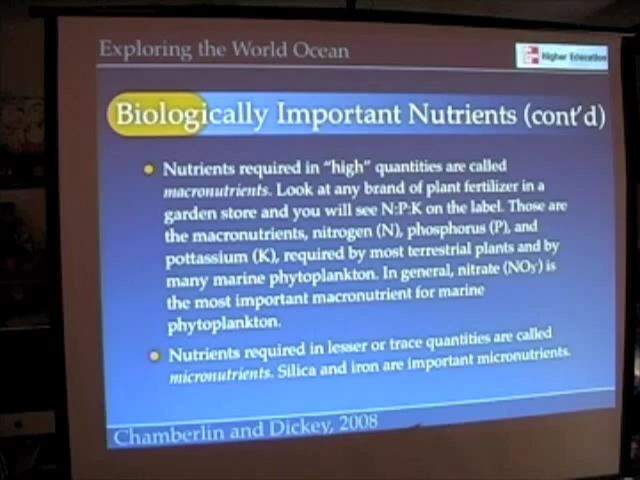 Exploring the World Ocean
Higher Education
Biologically Important Nutrients (cont'd)
Nutrients required in "high" quantities are called
macronutrients. Look at any brand of plant fertilizer in a
garden store and you will see N:P:K on the label. Those are
the macronutrients, nitrogen (N), phosphorus (P), and
pottassium (K), required by most terrestrial plants and by
many marine phytoplankton. In general, nitrate (NO₃⁻) is
the most important macronutrient for marine
phytoplankton.
Nutrients required in lesser or trace quantities are called
micronutrients. Silica and iron are important micronutrients.
Chamberlin and Dickey, 2008